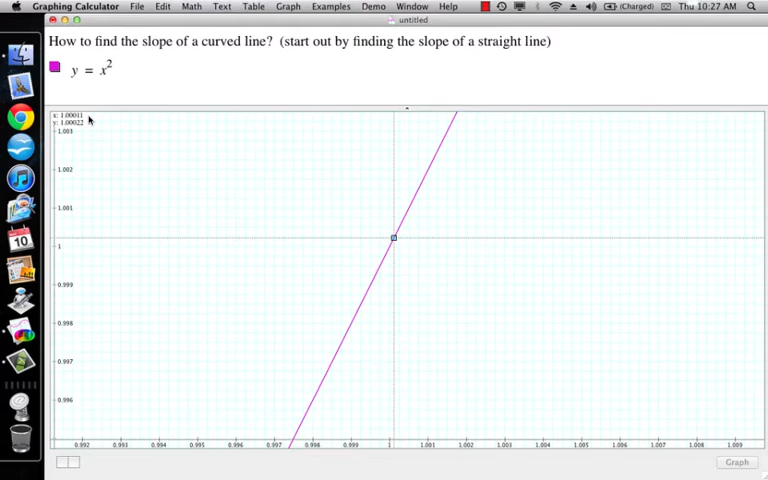 Graphing Calculator File Edit Math Text Table Graph Examples Demo Window Help (Charged) Thu 10:27 AM
untitled
How to find the slope of a curved line? (start out by finding the slope of a straight line)
y = x²
x: 1.00011
y: 1.00022
1.003
1.002
1.001
1
0.999
0.998
0.997
0.996
0.992 0.993 0.994 0.995 0.996 0.997 0.998 0.999 1 1.001 1.002 1.003 1.004 1.005 1.006 1.007 1.008 1.009
Graph
10